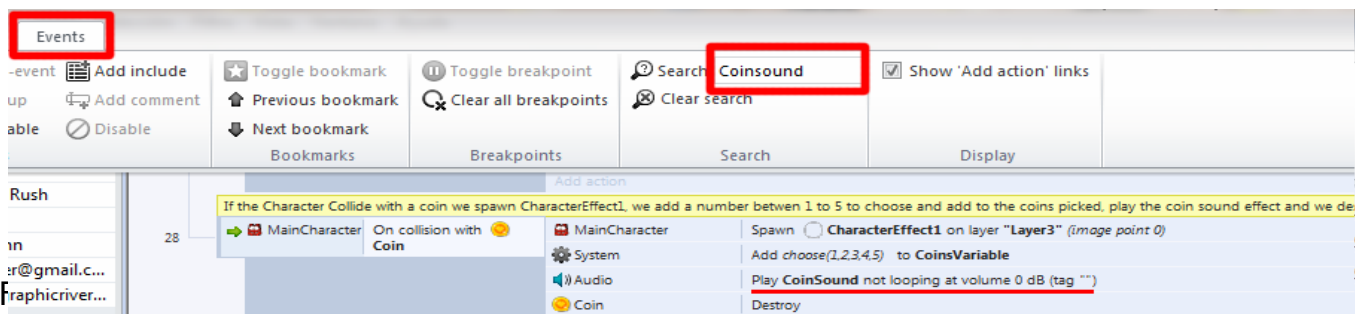 Events
-event Add include Toggle bookmark Toggle breakpoint Search Coinsound Show 'Add action' links
up Add comment Previous bookmark Clear all breakpoints Clear search
able Disable Next bookmark
Bookmarks Breakpoints Search Display
Add action
Rush
If the Character Collide with a coin we spawn CharacterEffect1, we add a number betwen 1 to 5 to choose and add to the coins picked, play the coin sound effect and we de
28 MainCharacter On collision with Coin MainCharacter Spawn CharacterEffect1 on layer "Layer3" (image point 0)
nn System Add choose(1,2,3,4,5) to CoinsVariable
er@gmail.c... Audio Play CoinSound not looping at volume 0 dB (tag "")
raphicriver... Coin Destroy